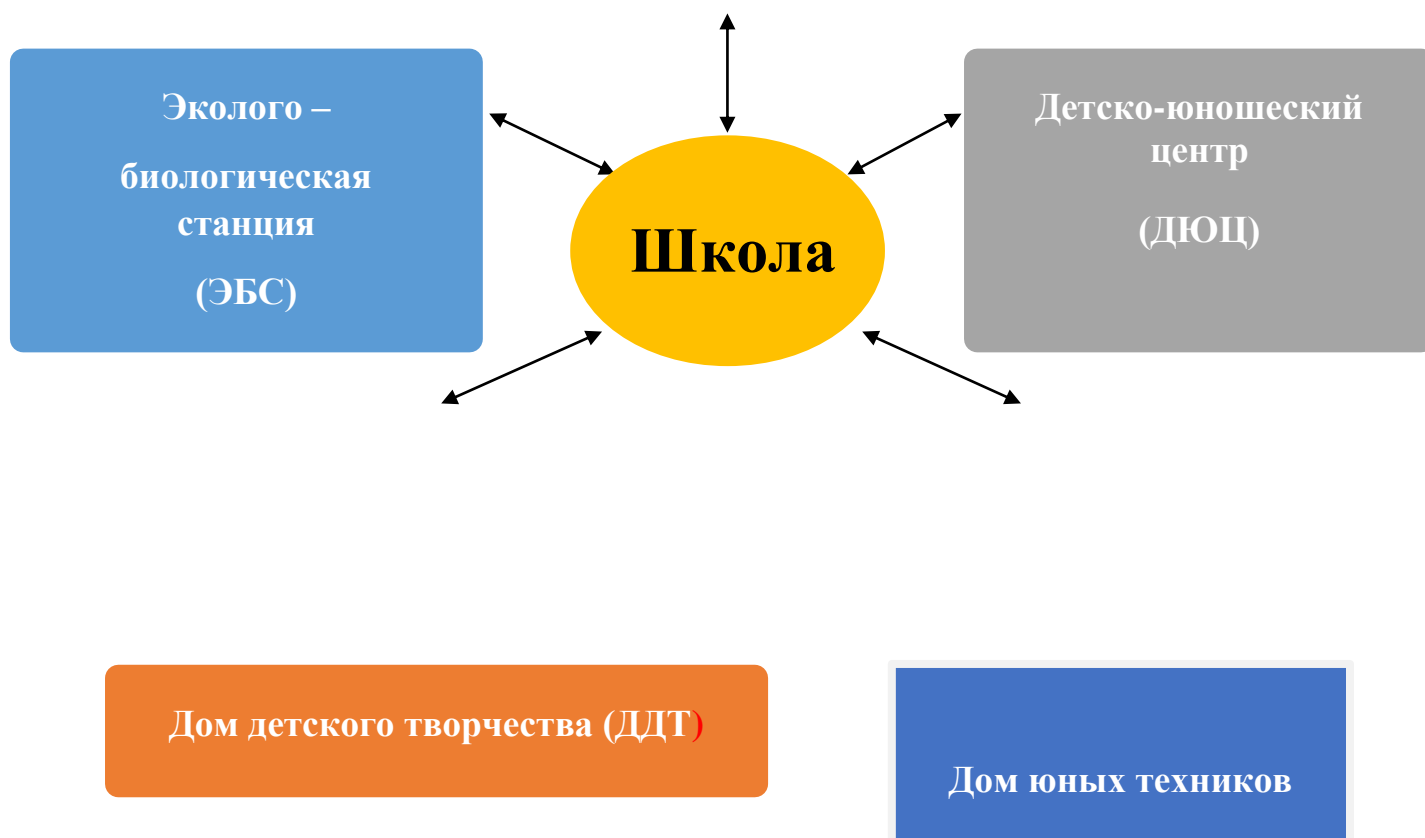 Эколого –
биологическая
станция
(ЭБС)
Детско-юношеский
центр
(ДЮЦ)
Школа
Дом детского творчества (ДДТ)
Дом юных техников